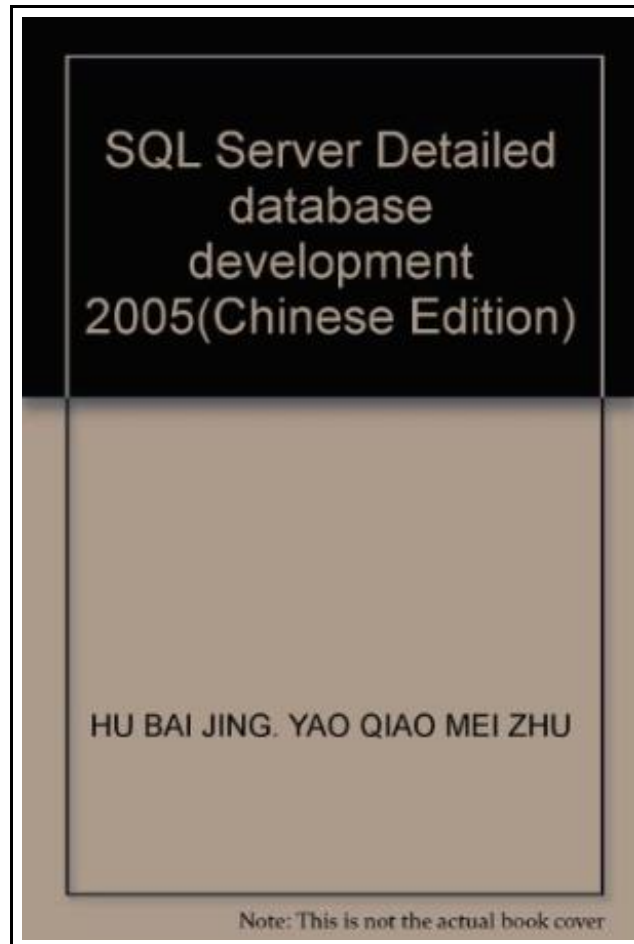 SQL Server Detailed
database
development
2005(Chinese Edition)
HU BAI JING. YAO QIAO MEI ZHU
Note: This is not the actual book cover